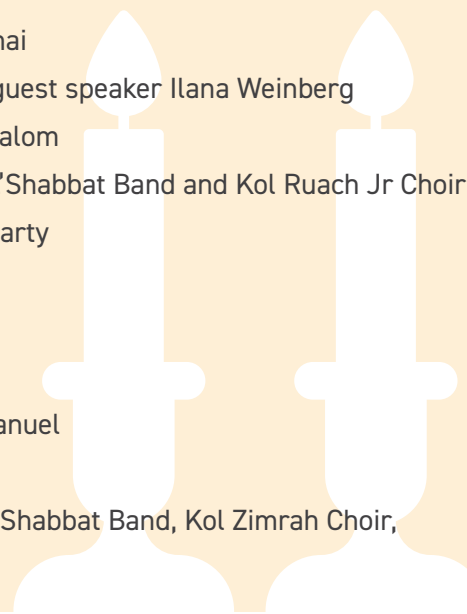 nai
guest speaker Ilana Weinberg
alom
’Shabbat Band and Kol Ruach Jr Choir
arty
anuel
Shabbat Band, Kol Zimrah Choir,